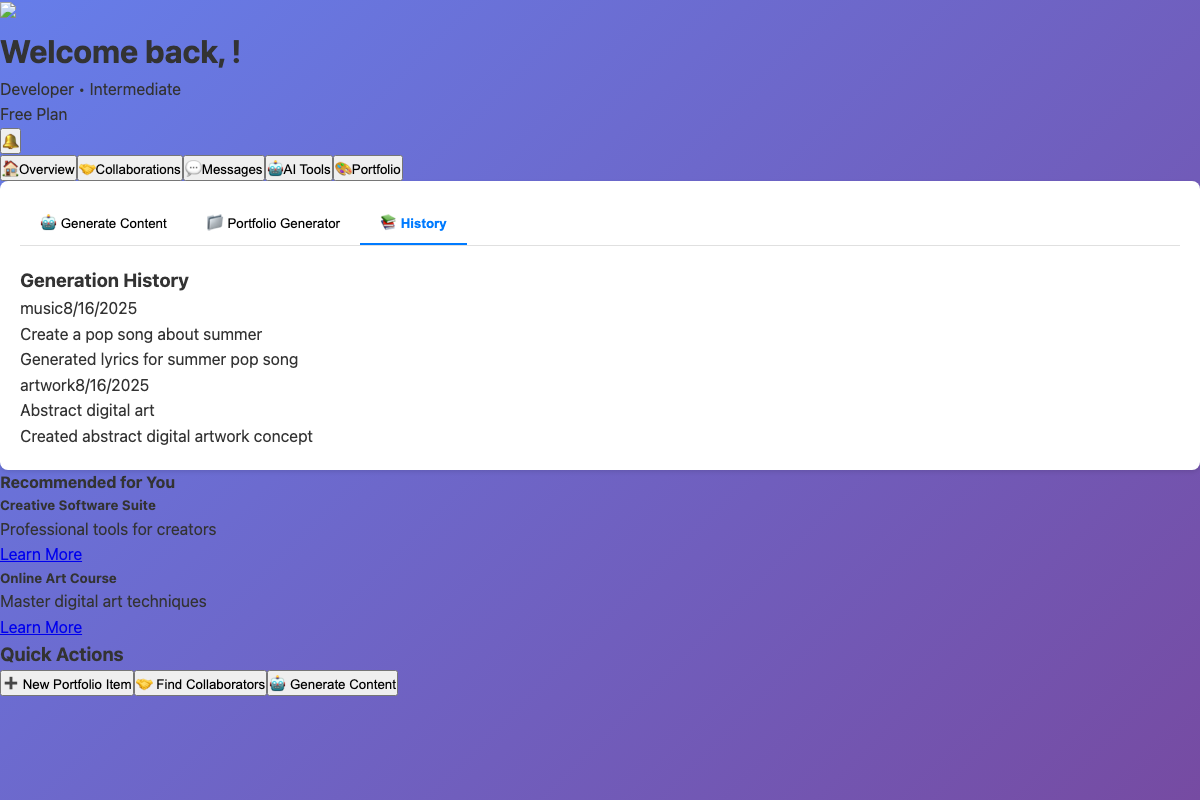 Welcome back, !
Developer • Intermediate
Free Plan
🔔
🏠Overview 🤝Collaborations 💬Messages 🤖AI Tools 🎨Portfolio
🤖 Generate Content 📁 Portfolio Generator 📚 History
Generation History
music8/16/2025
Create a pop song about summer
Generated lyrics for summer pop song
artwork8/16/2025
Abstract digital art
Created abstract digital artwork concept
Recommended for You
Creative Software Suite
Professional tools for creators
Learn More
Online Art Course
Master digital art techniques
Learn More
Quick Actions
➕ New Portfolio Item 🤝 Find Collaborators 🤖 Generate Content